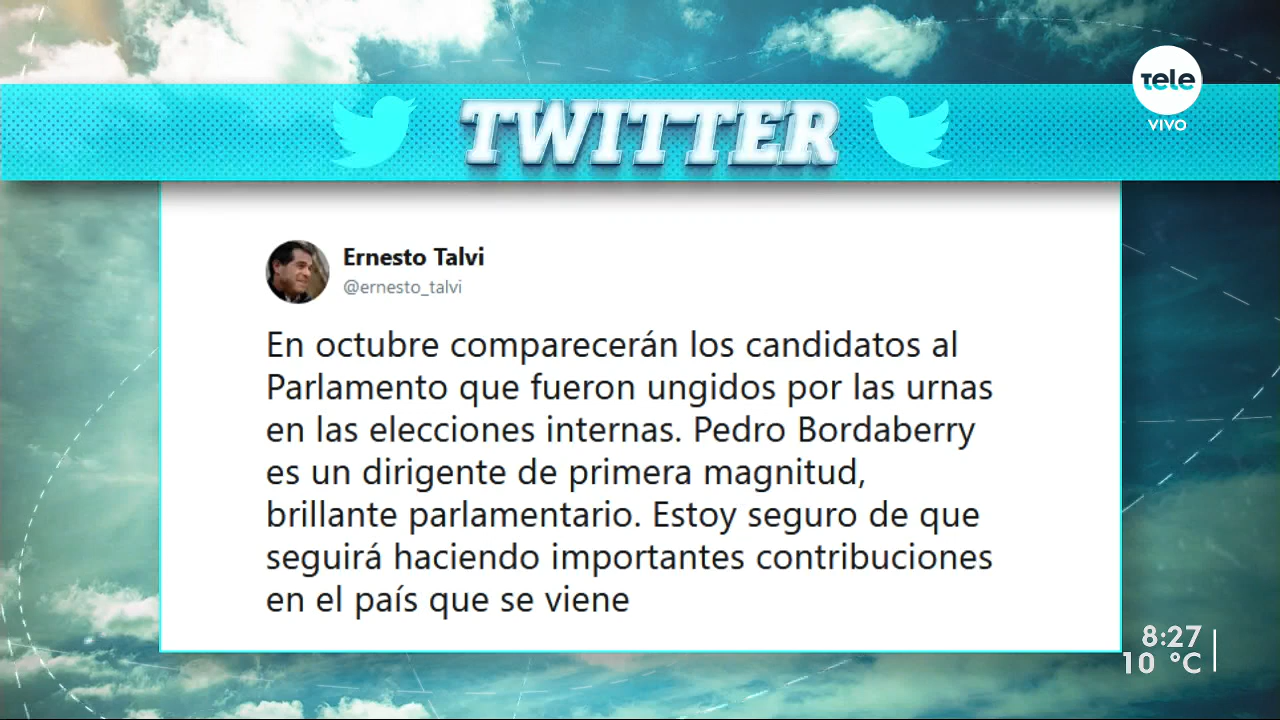 TWITTER
tele
VIVO
Ernesto Talvi
@ernesto_talvi
En octubre comparecerán los candidatos al
Parlamento que fueron ungidos por las urnas
en las elecciones internas. Pedro Bordaberry
es un dirigente de primera magnitud,
brillante parlamentario. Estoy seguro de que
seguirá haciendo importantes contribuciones
en el país que se viene
8:27
10 °C